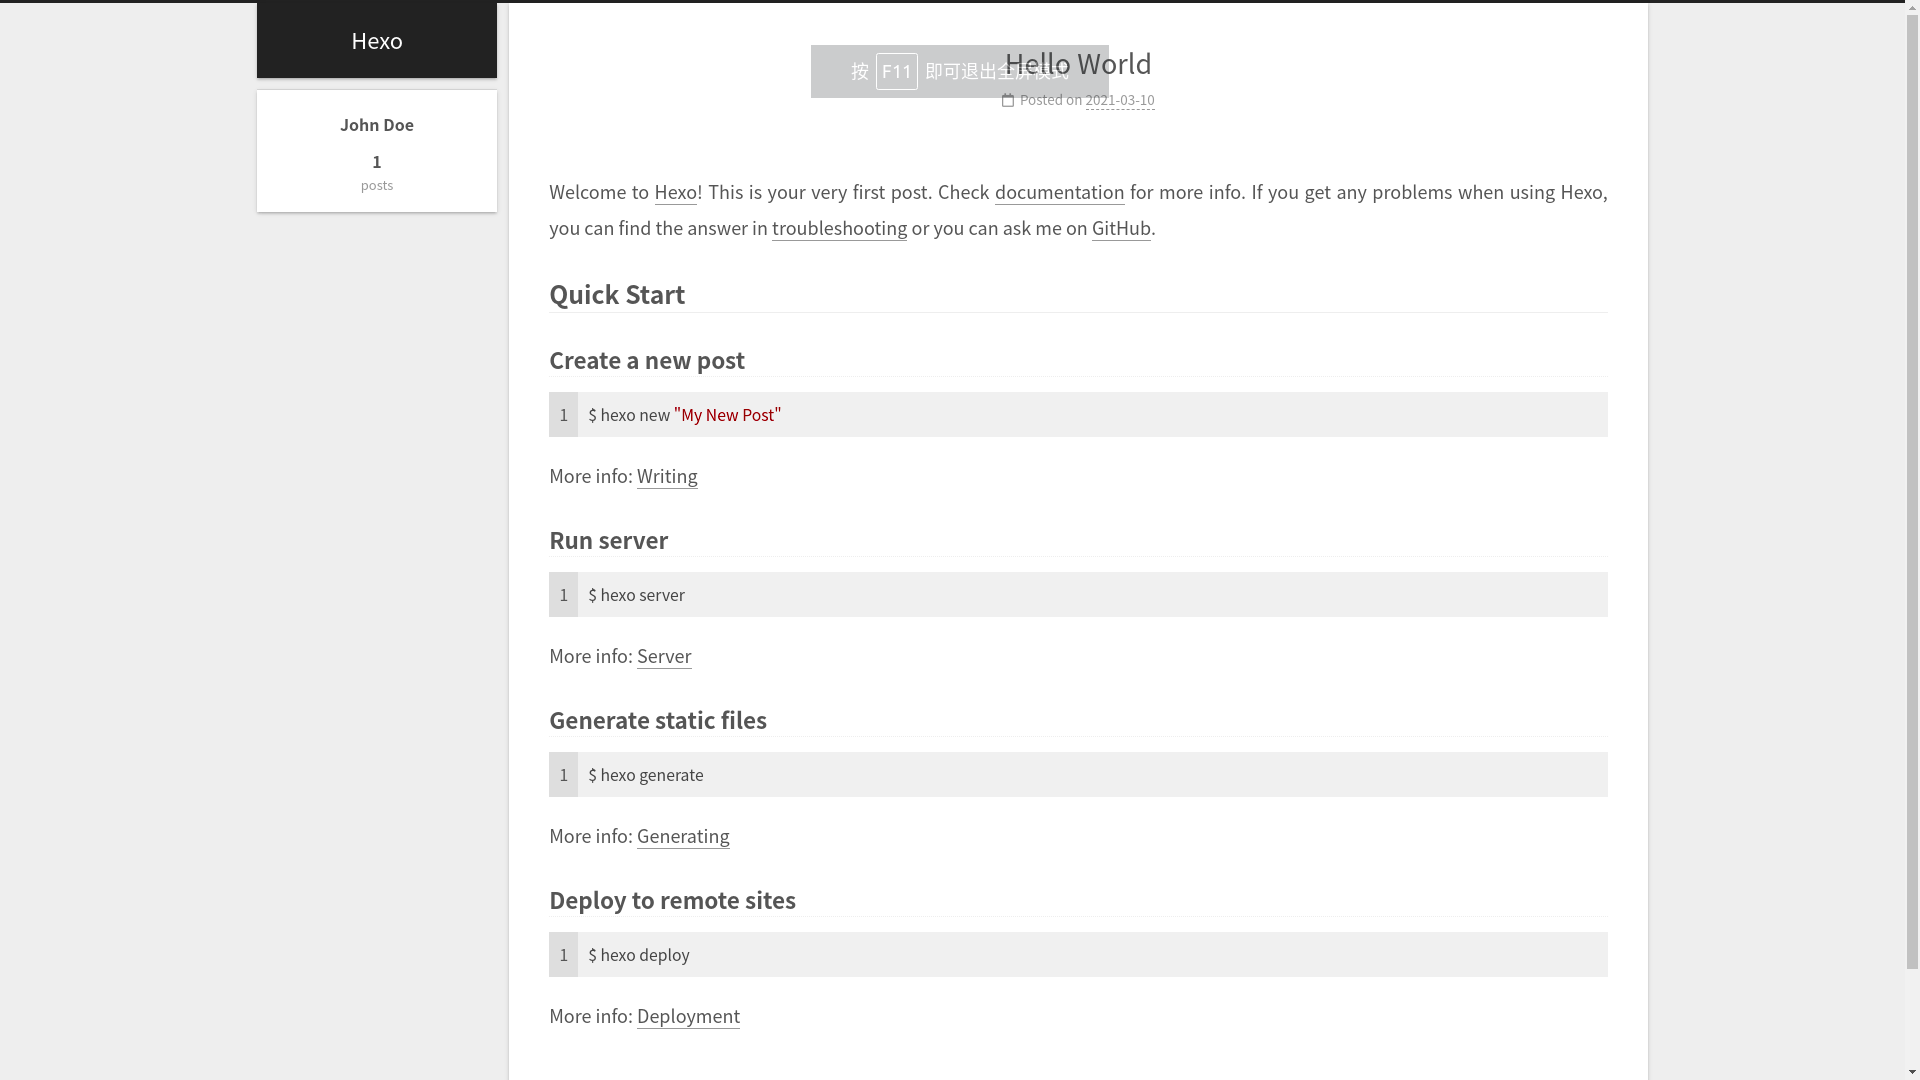 Hexo
John Doe
1
posts
按 F11 即可退出全屏模式
Hello World
Posted on 2021-03-10
Welcome to Hexo! This is your very first post. Check documentation for more info. If you get any problems when using Hexo,
you can find the answer in troubleshooting or you can ask me on GitHub.
Quick Start
Create a new post
1 $ hexo new "My New Post"
More info: Writing
Run server
1 $ hexo server
More info: Server
Generate static files
1 $ hexo generate
More info: Generating
Deploy to remote sites
1 $ hexo deploy
More info: Deployment